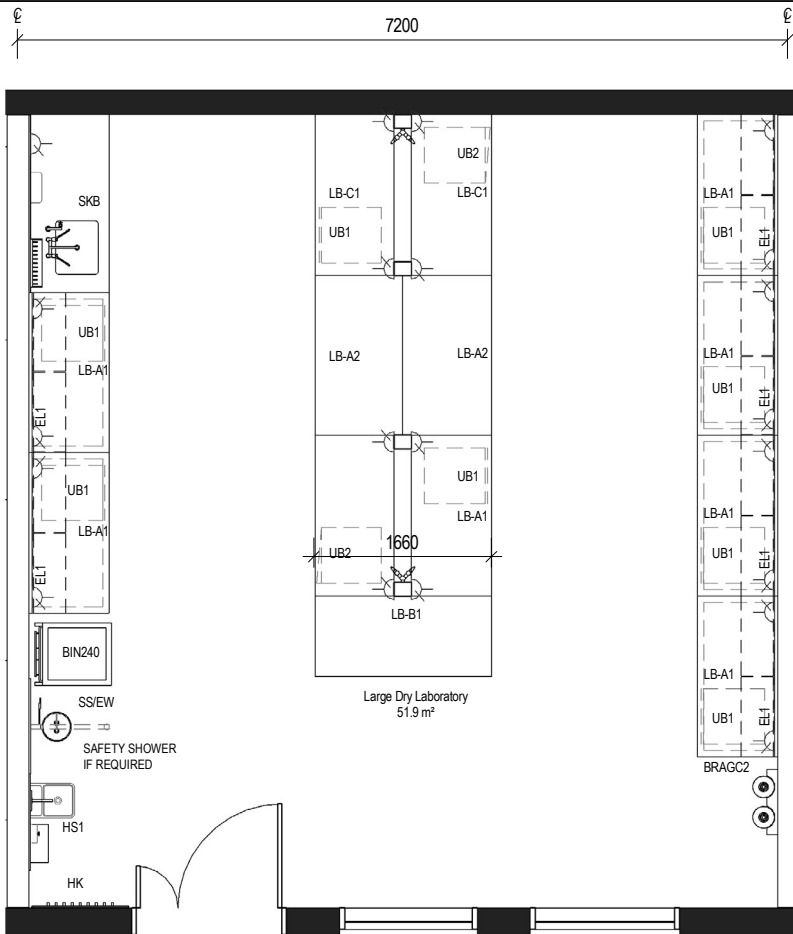 ℄
℄
7200
SKB
LB-C1
UB1
UB2
LB-C1
LB-A1
UB1
EL1
UB1
LB-A1
EL1
LB-A2
LB-A2
LB-A1
UB1
EL1
UB1
LB-A1
EL1
UB1
LB-A1
UB2
1660
LB-B1
LB-A1
UB1
EL1
BIN240
SS/EW
SAFETY SHOWER
IF REQUIRED
Large Dry Laboratory
51.9 m²
LB-A1
UB1
EL1
BRAGC2
HS1
HK